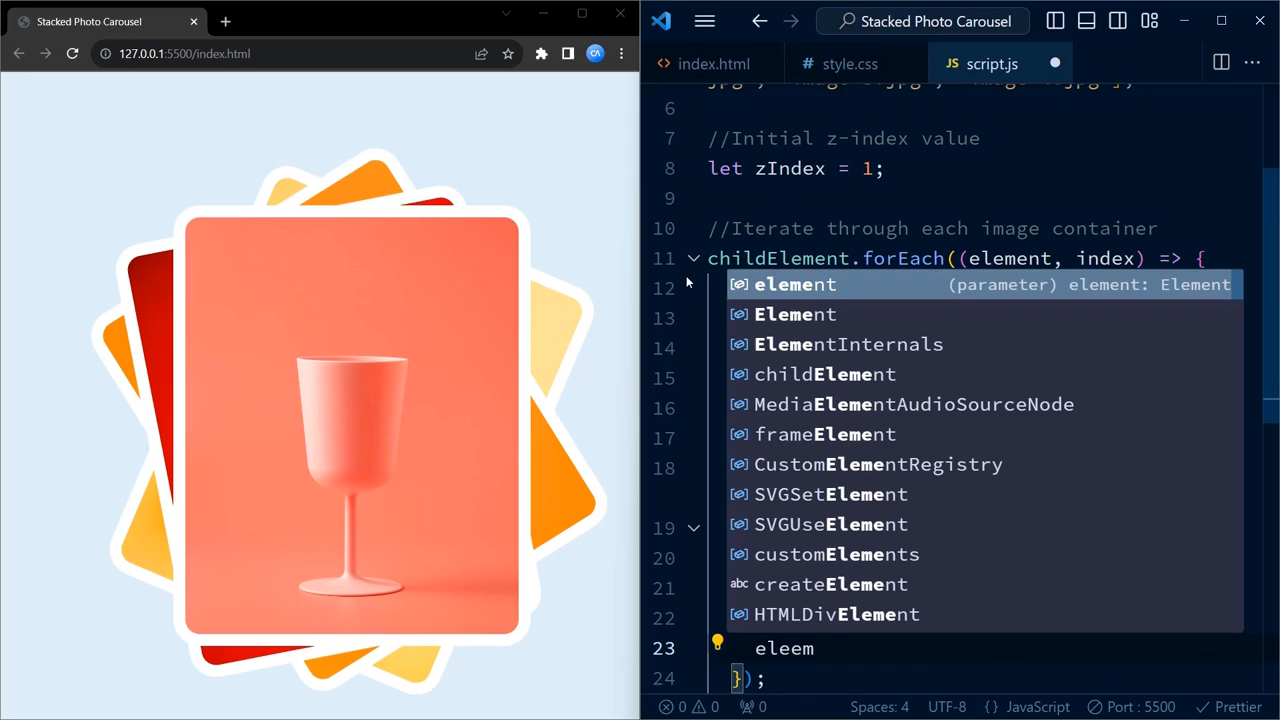 Stacked Photo Carousel
127.0.0.1:5500/index.html
CA
Stacked Photo Carousel
<> index.html
# style.css
JS script.js
6
7 //Initial z-index value
8 let zIndex = 1;
9
10 //Iterate through each image container
11 childElement.forEach((element, index) => {
12 element (parameter) element: Element
13 Element
14 ElementInternals
15 childElement
16 MediaElementAudioSourceNode
17 frameElement
18 CustomElementRegistry
SVGSetElement
19 SVGUseElement
20 customElements
21 abc createElement
22 HTMLDivElement
23 eleem
24 });
0 0 0 Spaces: 4 UTF-8 {} JavaScript Port : 5500 Prettier